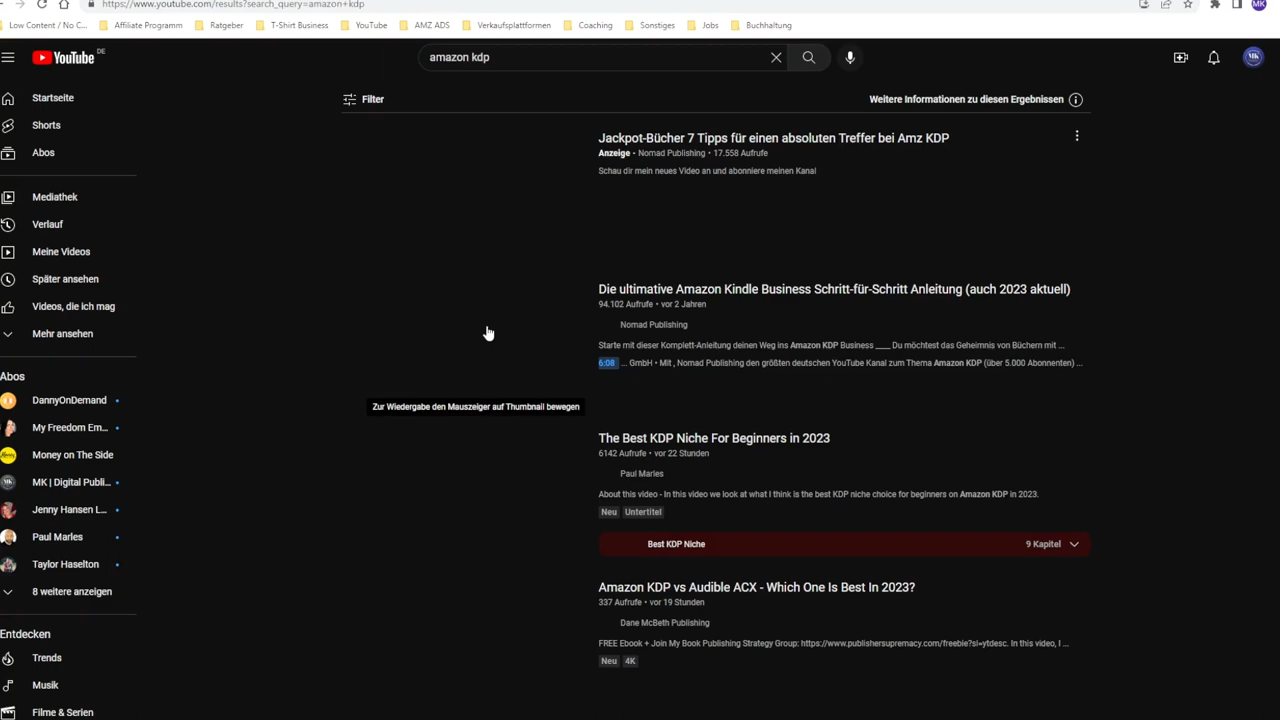 https://www.youtube.com/results?search_query=amazon+kdp
MK
Low Content / No C...
Affiliate Programm
Ratgeber
T-Shirt Business
YouTube
AMZ ADS
Verkaufsplattformen
Coaching
Sonstiges
Jobs
Buchhaltung
YouTube DE
amazon kdp
MK
Startseite
Shorts
Abos
Mediathek
Verlauf
Meine Videos
Später ansehen
Videos, die ich mag
Mehr ansehen
Abos
DannyOnDemand
My Freedom Em...
Money on The Side
MK | Digital Publi...
Jenny Hansen L...
Paul Marles
Taylor Haselton
8 weitere anzeigen
Entdecken
Trends
Musik
Filme & Serien
Filter
Weitere Informationen zu diesen Ergebnissen
Jackpot-Bücher 7 Tipps für einen absoluten Treffer bei Amz KDP
Anzeige • Nomad Publishing • 17.558 Aufrufe
Schau dir mein neues Video an und abonniere meinen Kanal
Die ultimative Amazon Kindle Business Schritt-für-Schritt Anleitung (auch 2023 aktuell)
94.102 Aufrufe • vor 2 Jahren
Nomad Publishing
Starte mit dieser Komplett-Anleitung deinen Weg ins Amazon KDP Business ____ Du möchtest das Geheimnis von Büchern mit ...
6:08 ... GmbH • Mit , Nomad Publishing den größten deutschen YouTube Kanal zum Thema Amazon KDP (über 5.000 Abonnenten) ...
Zur Wiedergabe den Mauszeiger auf Thumbnail bewegen
The Best KDP Niche For Beginners in 2023
6142 Aufrufe • vor 22 Stunden
Paul Marles
About this video - In this video we look at what I think is the best KDP niche choice for beginners on Amazon KDP in 2023.
Neu Untertitel
Best KDP Niche
9 Kapitel
Amazon KDP vs Audible ACX - Which One Is Best In 2023?
337 Aufrufe • vor 19 Stunden
Dane McBeth Publishing
FREE Ebook + Join My Book Publishing Strategy Group: https://www.publishersupremacy.com/freebie?si=ytdesc. In this video, I ...
Neu 4K